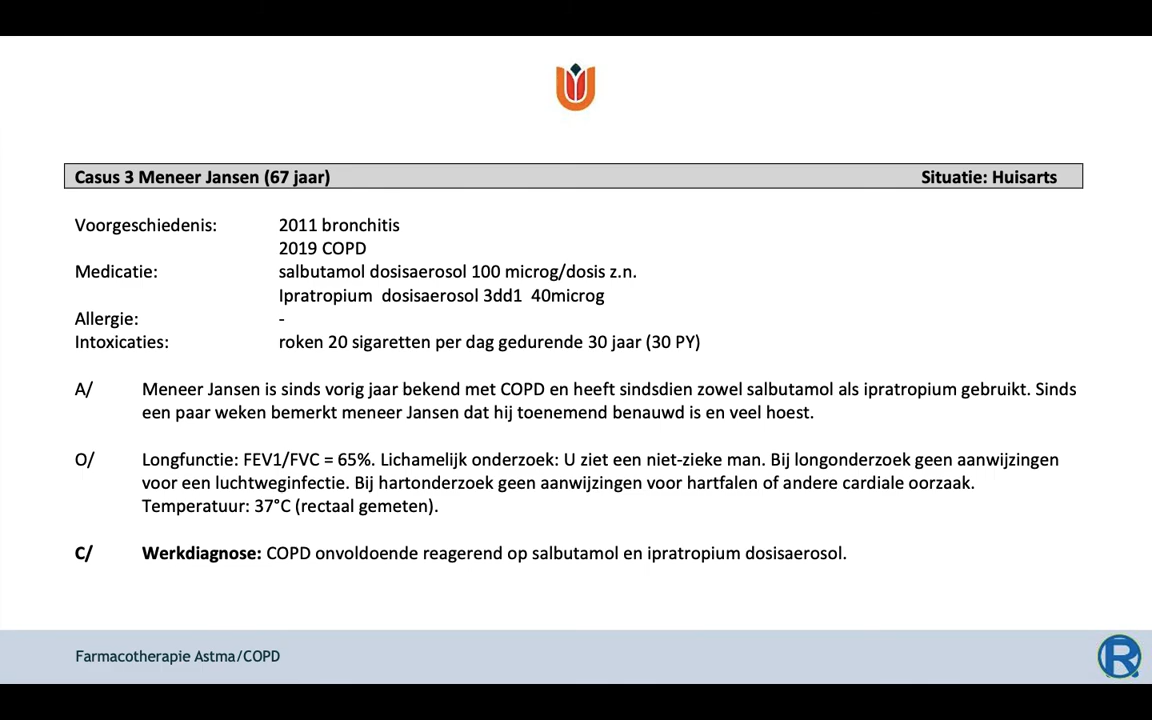 Casus 3 Meneer Jansen (67 jaar) Situatie: Huisarts
Voorgeschiedenis: 2011 bronchitis
2019 COPD
Medicatie: salbutamol dosisaerosol 100 microg/dosis z.n.
Ipratropium dosisaerosol 3dd1 40microg
Allergie: -
Intoxicaties: roken 20 sigaretten per dag gedurende 30 jaar (30 PY)
A/ Meneer Jansen is sinds vorig jaar bekend met COPD en heeft sindsdien zowel salbutamol als ipratropium gebruikt. Sinds
een paar weken bemerkt meneer Jansen dat hij toenemend benauwd is en veel hoest.
O/ Longfunctie: FEV1/FVC = 65%. Lichamelijk onderzoek: U ziet een niet-zieke man. Bij longonderzoek geen aanwijzingen
voor een luchtweginfectie. Bij hartonderzoek geen aanwijzingen voor hartfalen of andere cardiale oorzaak.
Temperatuur: 37°C (rectaal gemeten).
C/ Werkdiagnose: COPD onvoldoende reagerend op salbutamol en ipratropium dosisaerosol.
Farmacotherapie Astma/COPD
R